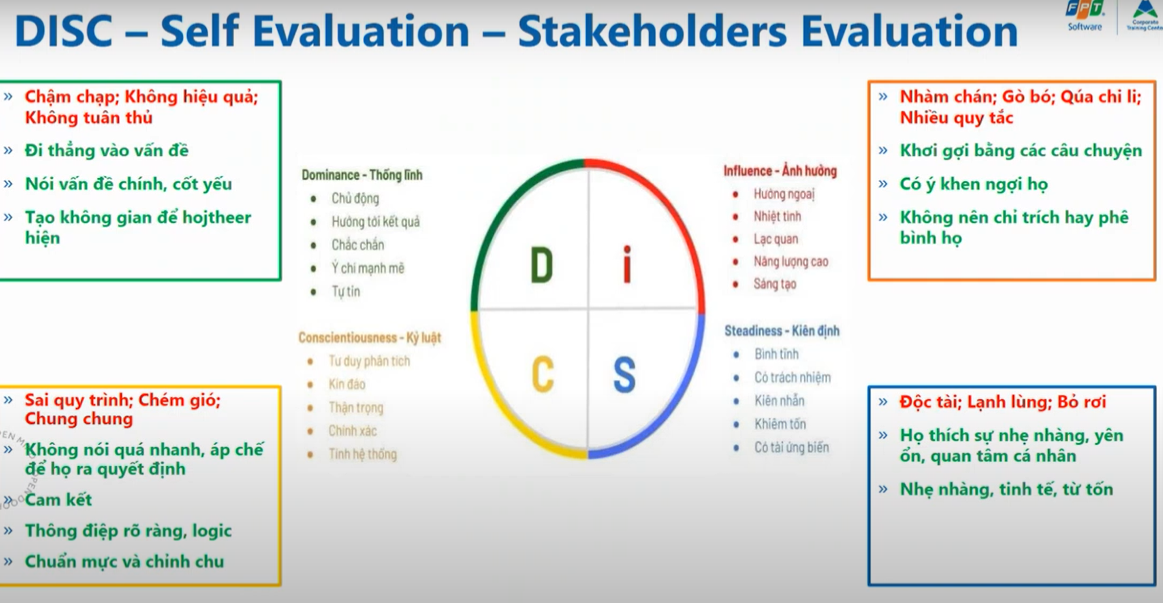 DISC – Self Evaluation – Stakeholders Evaluation
FPT
Software
Corporate
Training Center
» Chậm chạp; Không hiệu quả;
Không tuân thủ
» Đi thẳng vào vấn đề
» Nói vấn đề chính, cốt yếu
» Tạo không gian để hojtheer
hiện
Dominance - Thống lĩnh
• Chủ động
• Hướng tới kết quả
• Chắc chắn
• Ý chí mạnh mẽ
• Tự tin
D
i
C
S
Influence - Ảnh hưởng
• Hướng ngoại
• Nhiệt tình
• Lạc quan
• Năng lượng cao
• Sáng tạo
» Nhàm chán; Gò bó; Qúa chi li;
Nhiều quy tắc
» Khơi gợi bằng các câu chuyện
» Có ý khen ngợi họ
» Không nên chỉ trích hay phê
bình họ
Conscientiousness - Kỷ luật
• Tư duy phân tích
• Kín đáo
• Thận trọng
• Chính xác
• Tính hệ thống
Steadiness - Kiên định
• Bình tĩnh
• Có trách nhiệm
• Kiên nhẫn
• Khiêm tốn
• Có tài ứng biến
» Sai quy trình; Chém gió;
Chung chung
» Không nói quá nhanh, áp chế
để họ ra quyết định
» Cam kết
» Thông điệp rõ ràng, logic
» Chuẩn mực và chỉnh chu
» Độc tài; Lạnh lùng; Bỏ rơi
» Họ thích sự nhẹ nhàng, yên
ổn, quan tâm cá nhân
» Nhẹ nhàng, tinh tế, từ tốn